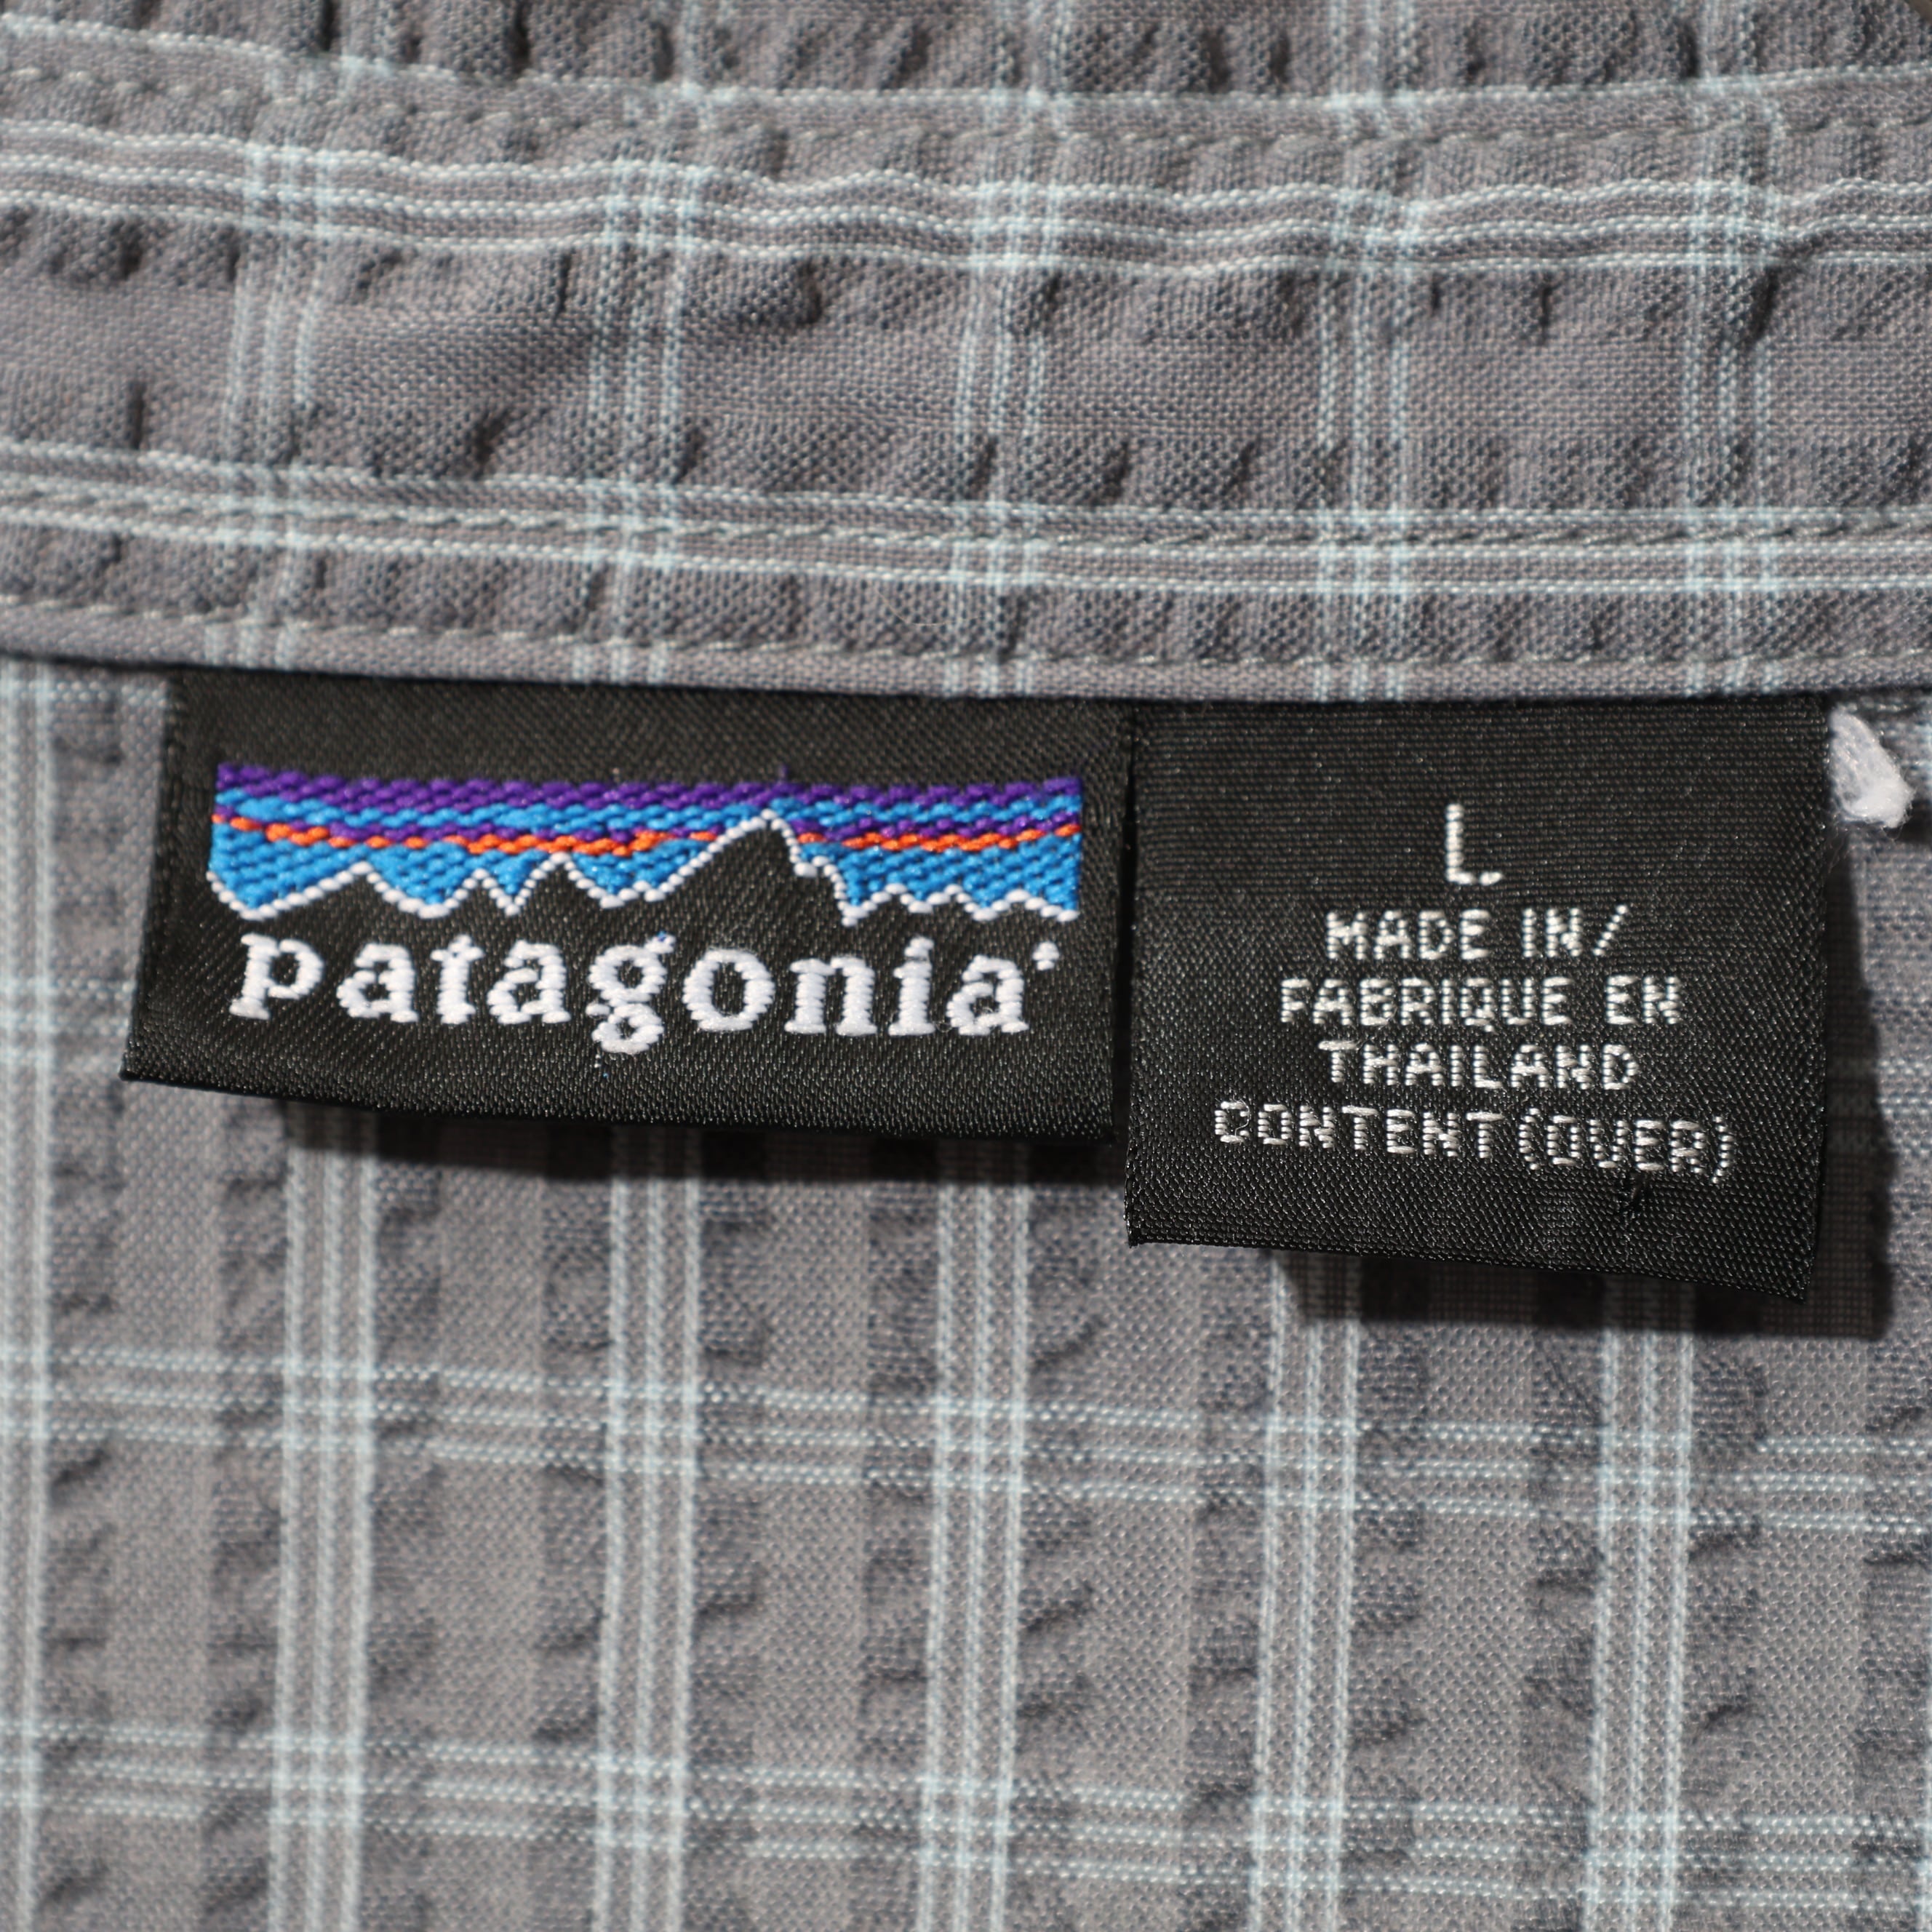 patagonia
L
MADE IN/
FABRIQUE EN
THAILAND
CONTENT (OVER)